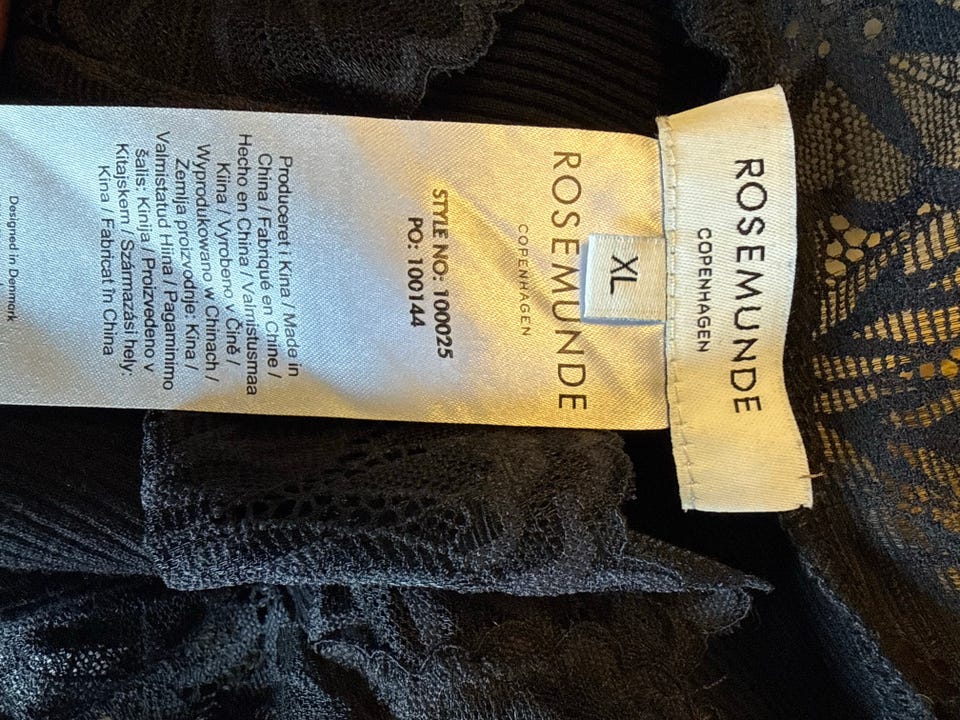 ROSEMUNDE
COPENHAGEN
XL
ROSEMUNDE
COPENHAGEN
STYLE NO: 100025
PO: 100144
Produceret i Kina / Made in
China / Fabriqué en Chine /
Hecho en China / Valmistusmaa
Kiina / Vyrobeno v Číně /
Wyprodukowano w Chinach /
Zemlja proizvodnje: Kina /
Valmistatud Hiina / Pagaminimo
šalis: Kinija / Proizvedeno v
Kitajskem / Származási hely:
Kína / Fabricat în China
Designed in Denmark